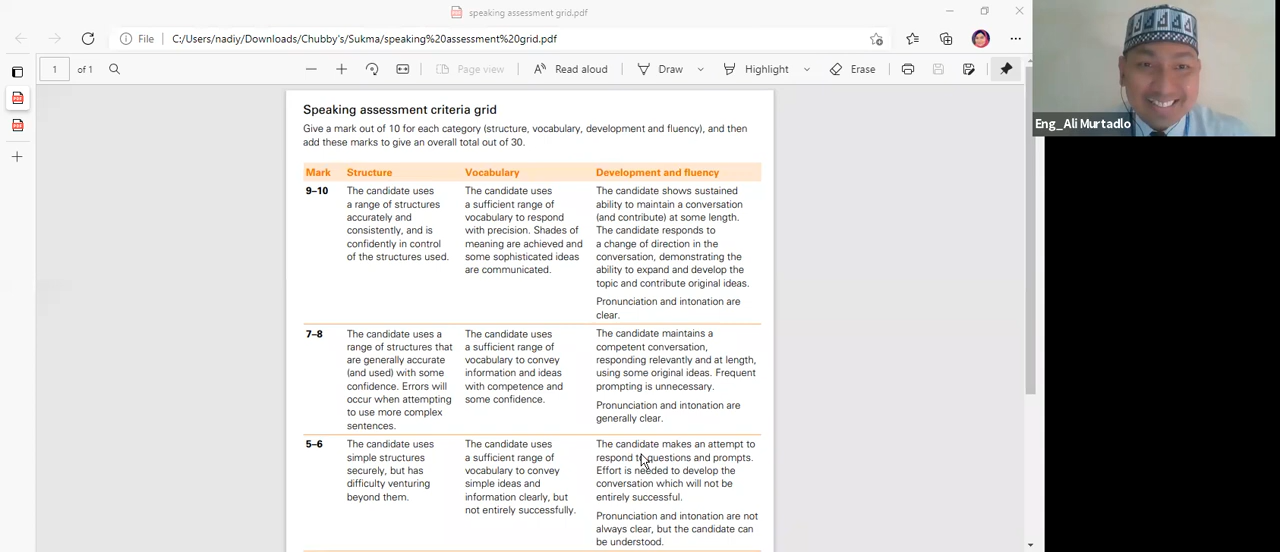 speaking assessment grid.pdf
File C:/Users/nadiy/Downloads/Chubby's/Sukma/speaking%20assessment%20grid.pdf
1 of 1 Page view Read aloud Draw Highlight Erase
Eng_Ali Murtadlo
Speaking assessment criteria grid
Give a mark out of 10 for each category (structure, vocabulary, development and fluency), and then
add these marks to give an overall total out of 30.
Mark Structure Vocabulary Development and fluency
9–10
The candidate uses
a range of structures
accurately and
consistently, and is
confidently in control
of the structures used.
The candidate uses
a sufficient range of
vocabulary to respond
with precision. Shades of
meaning are achieved and
some sophisticated ideas
are communicated.
The candidate shows sustained
ability to maintain a conversation
(and contribute) at some length.
The candidate responds to
a change of direction in the
conversation, demonstrating the
ability to expand and develop the
topic and contribute original ideas.
Pronunciation and intonation are
clear.
7–8
The candidate uses a
range of structures that
are generally accurate
(and used) with some
confidence. Errors will
occur when attempting
to use more complex
sentences.
The candidate uses
a sufficient range of
vocabulary to convey
information and ideas
with competence and
some confidence.
The candidate maintains a
competent conversation,
responding relevantly and at length,
using some original ideas. Frequent
prompting is unnecessary.
Pronunciation and intonation are
generally clear.
5–6
The candidate uses
simple structures
securely, but has
difficulty venturing
beyond them.
The candidate uses
a sufficient range of
vocabulary to convey
simple ideas and
information clearly, but
not entirely successfully.
The candidate makes an attempt to
respond to questions and prompts.
Effort is needed to develop the
conversation which will not be
entirely successful.
Pronunciation and intonation are not
always clear, but the candidate can
be understood.